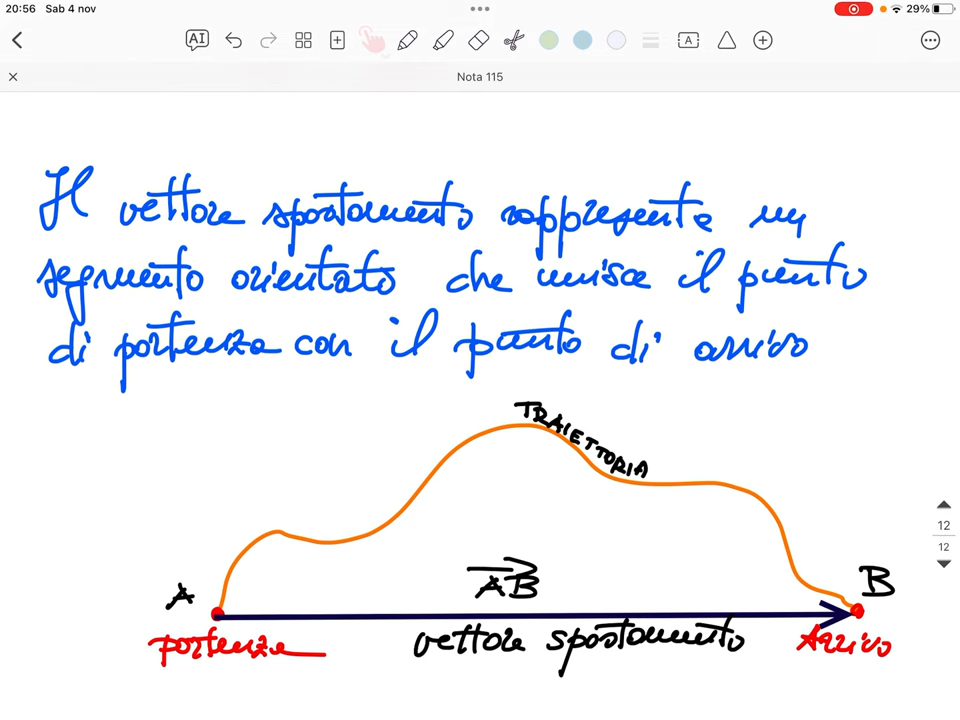 20:56 Sab 4 nov
29%
AI
A
Nota 115
Il vettore spostamento rappresenta un
segmento orientato che unisce il punto
di partenza con il punto di arrivo
TRAIETTORIA
12
12
A
AB
B
partenza
vettore spostamento
Arrivo